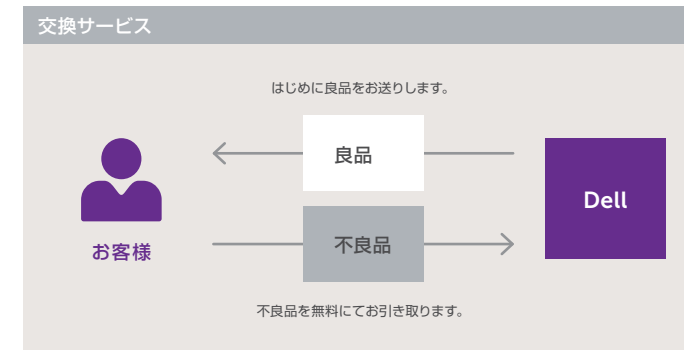 交換サービス
はじめに良品をお送りします。
良品
Dell
不良品
お客様
不良品を無料にてお引き取ります。